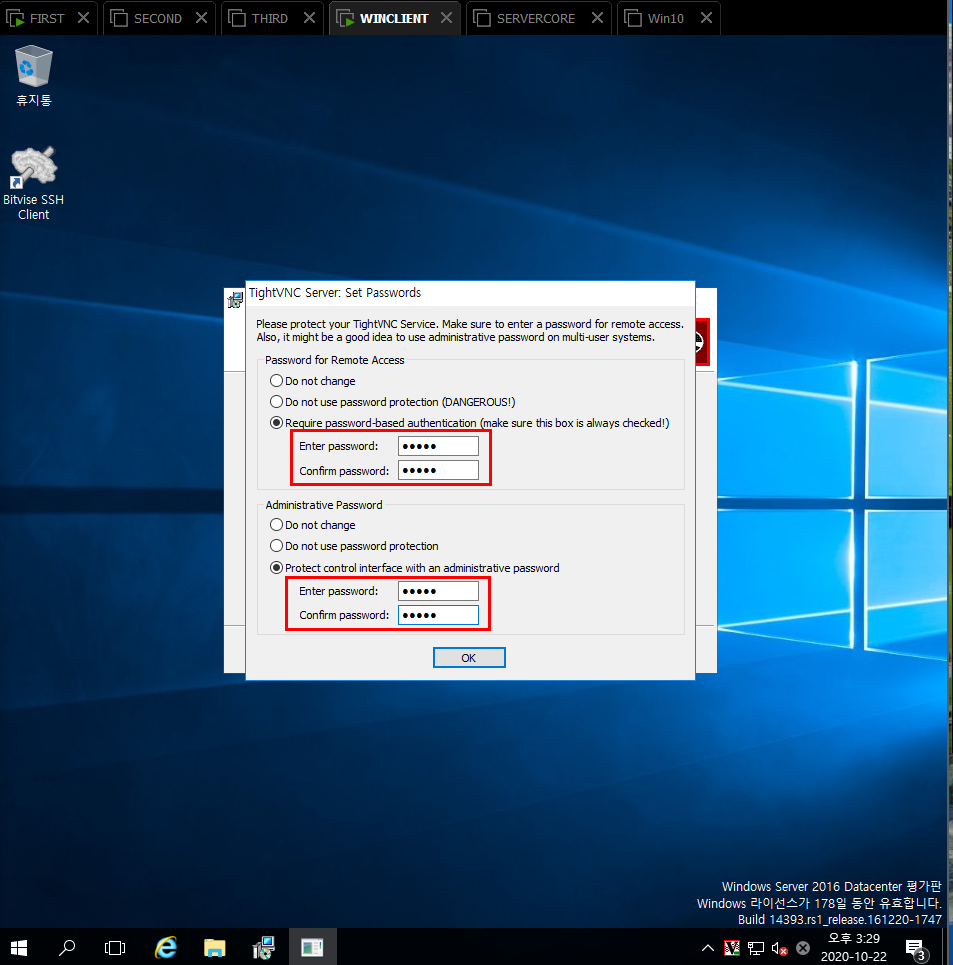 FIRST
SECOND
THIRD
WINCLIENT
SERVERCORE
Win10
휴지통
Bitvise SSH
Client
TightVNC Server: Set Passwords
Please protect your TightVNC Service. Make sure to enter a password for remote access.
Also, it might be a good idea to use administrative password on multi-user systems.
Password for Remote Access
Do not change
Do not use password protection (DANGEROUS!)
Require password-based authentication (make sure this box is always checked!)
Enter password: •••••
Confirm password: •••••
Administrative Password
Do not change
Do not use password protection
Protect control interface with an administrative password
Enter password: •••••
Confirm password: •••••
OK
Windows Server 2016 Datacenter 평가판
Windows 라이선스가 178일 동안 유효합니다.
Build 14393.rs1_release.161220-1747
오후 3:29
2020-10-22
3